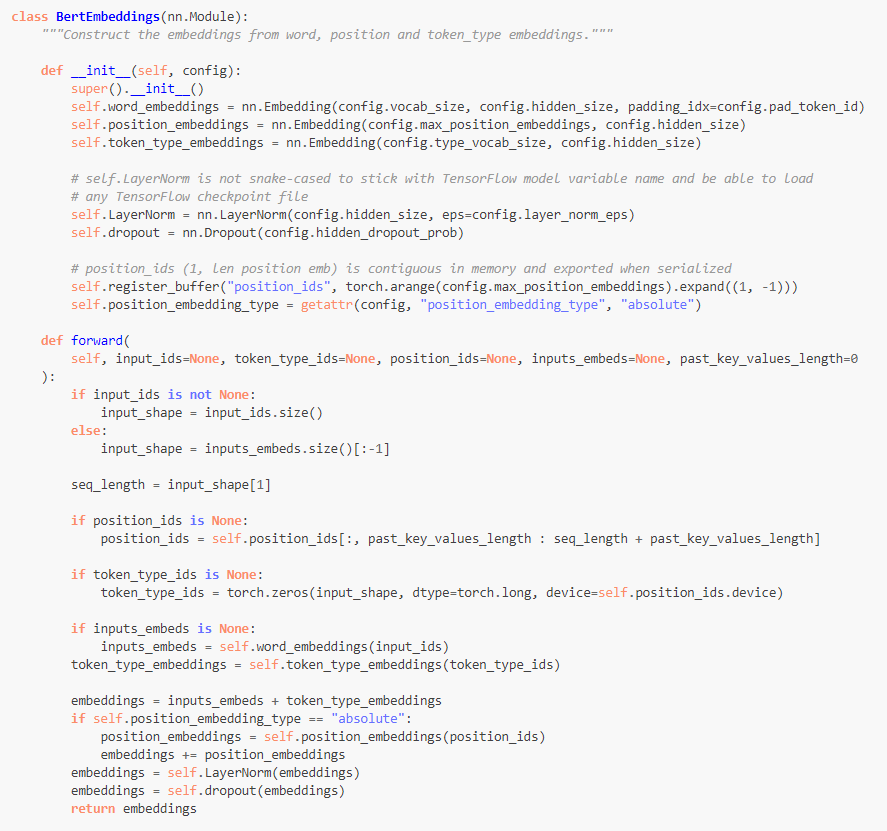 class BertEmbeddings(nn.Module):
    """Construct the embeddings from word, position and token_type embeddings."""

    def __init__(self, config):
        super().__init__()
        self.word_embeddings = nn.Embedding(config.vocab_size, config.hidden_size, padding_idx=config.pad_token_id)
        self.position_embeddings = nn.Embedding(config.max_position_embeddings, config.hidden_size)
        self.token_type_embeddings = nn.Embedding(config.type_vocab_size, config.hidden_size)

        # self.LayerNorm is not snake-cased to stick with TensorFlow model variable name and be able to load
        # any TensorFlow checkpoint file
        self.LayerNorm = nn.LayerNorm(config.hidden_size, eps=config.layer_norm_eps)
        self.dropout = nn.Dropout(config.hidden_dropout_prob)

        # position_ids (1, len position emb) is contiguous in memory and exported when serialized
        self.register_buffer("position_ids", torch.arange(config.max_position_embeddings).expand((1, -1)))
        self.position_embedding_type = getattr(config, "position_embedding_type", "absolute")

    def forward(
        self, input_ids=None, token_type_ids=None, position_ids=None, inputs_embeds=None, past_key_values_length=0
    ):
        if input_ids is not None:
            input_shape = input_ids.size()
        else:
            input_shape = inputs_embeds.size()[:-1]

        seq_length = input_shape[1]

        if position_ids is None:
            position_ids = self.position_ids[:, past_key_values_length : seq_length + past_key_values_length]

        if token_type_ids is None:
            token_type_ids = torch.zeros(input_shape, dtype=torch.long, device=self.position_ids.device)

        if inputs_embeds is None:
            inputs_embeds = self.word_embeddings(input_ids)
        token_type_embeddings = self.token_type_embeddings(token_type_ids)

        embeddings = inputs_embeds + token_type_embeddings
        if self.position_embedding_type == "absolute":
            position_embeddings = self.position_embeddings(position_ids)
            embeddings += position_embeddings
        embeddings = self.LayerNorm(embeddings)
        embeddings = self.dropout(embeddings)
        return embeddings